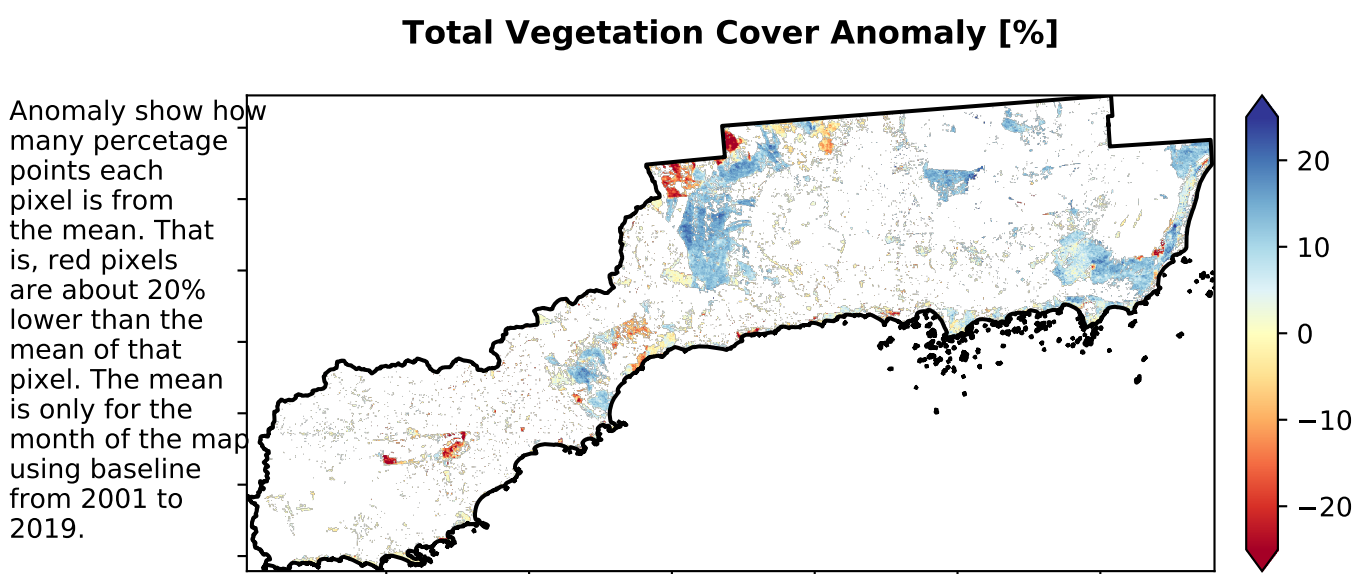 Total Vegetation Cover Anomaly [%]
Anomaly show how
many percetage
points each
pixel is from
the mean. That
is, red pixels
are about 20%
lower than the
mean of that
pixel. The mean
is only for the
month of the map
using baseline
from 2001 to
2019.
20
10
0
−10
−20